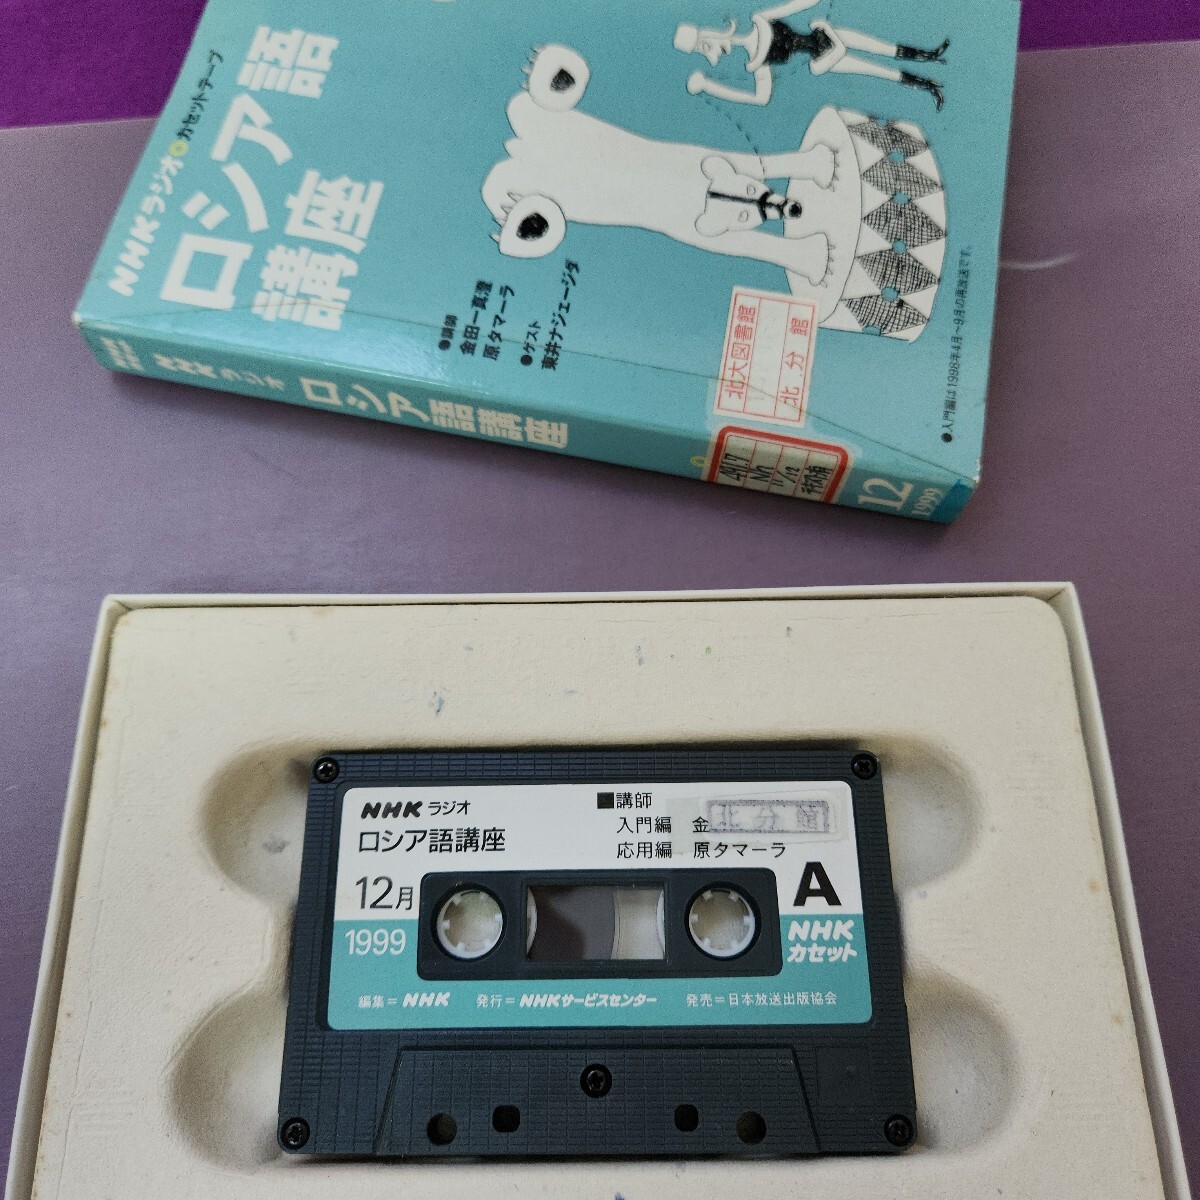 NHKラジオ カセットテープ
ロシア語
講座
●講師
金田一真澄
原タマーラ
●ゲスト
東井ナジェージダ
●入門編は1998年4月〜9月の再放送です。
北大図書館
北分館
NHKラジオ ロシア語講座
491.7
Nh
11/12
12
1999
NHK ラジオ
ロシア語講座
12月
1999
■講師
入門編 金
応用編 原タマーラ
北分館
A
NHK
カセット
編集=NHK 発行=NHKサービスセンター 発売=日本放送出版協会